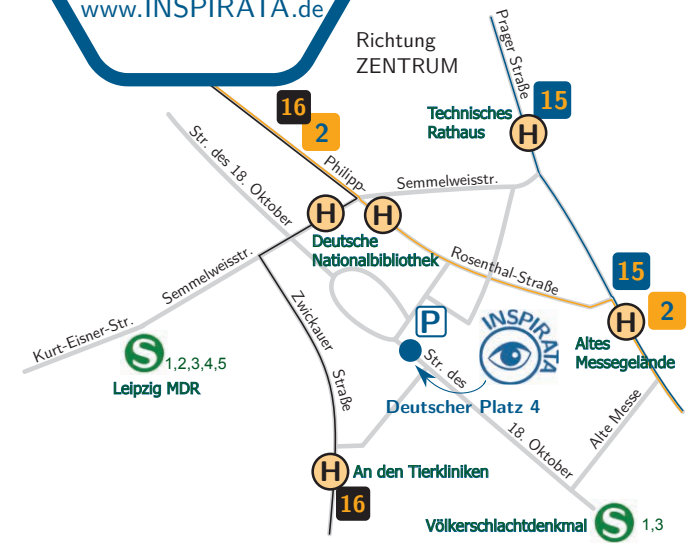 www.INSPIRATA.de
Richtung
ZENTRUM
Prager Straße
16
2
15
Technisches
Rathaus
H
Str. des 18. Oktober
Philipp-
Semmelweisstr.
H
H
Deutsche
Nationalbibliothek
Rosenthal-Straße
Semmelweisstr.
15
2
H
Zwickauer
Straße
P
INSPIRATA
Altes
Messegelände
Kurt-Eisner-Str.
S 1,2,3,4,5
Leipzig MDR
Str. des
18. Oktober
Deutscher Platz 4
Alte Messe
H An den Tierkliniken
16
Völkerschlachtdenkmal S 1,3